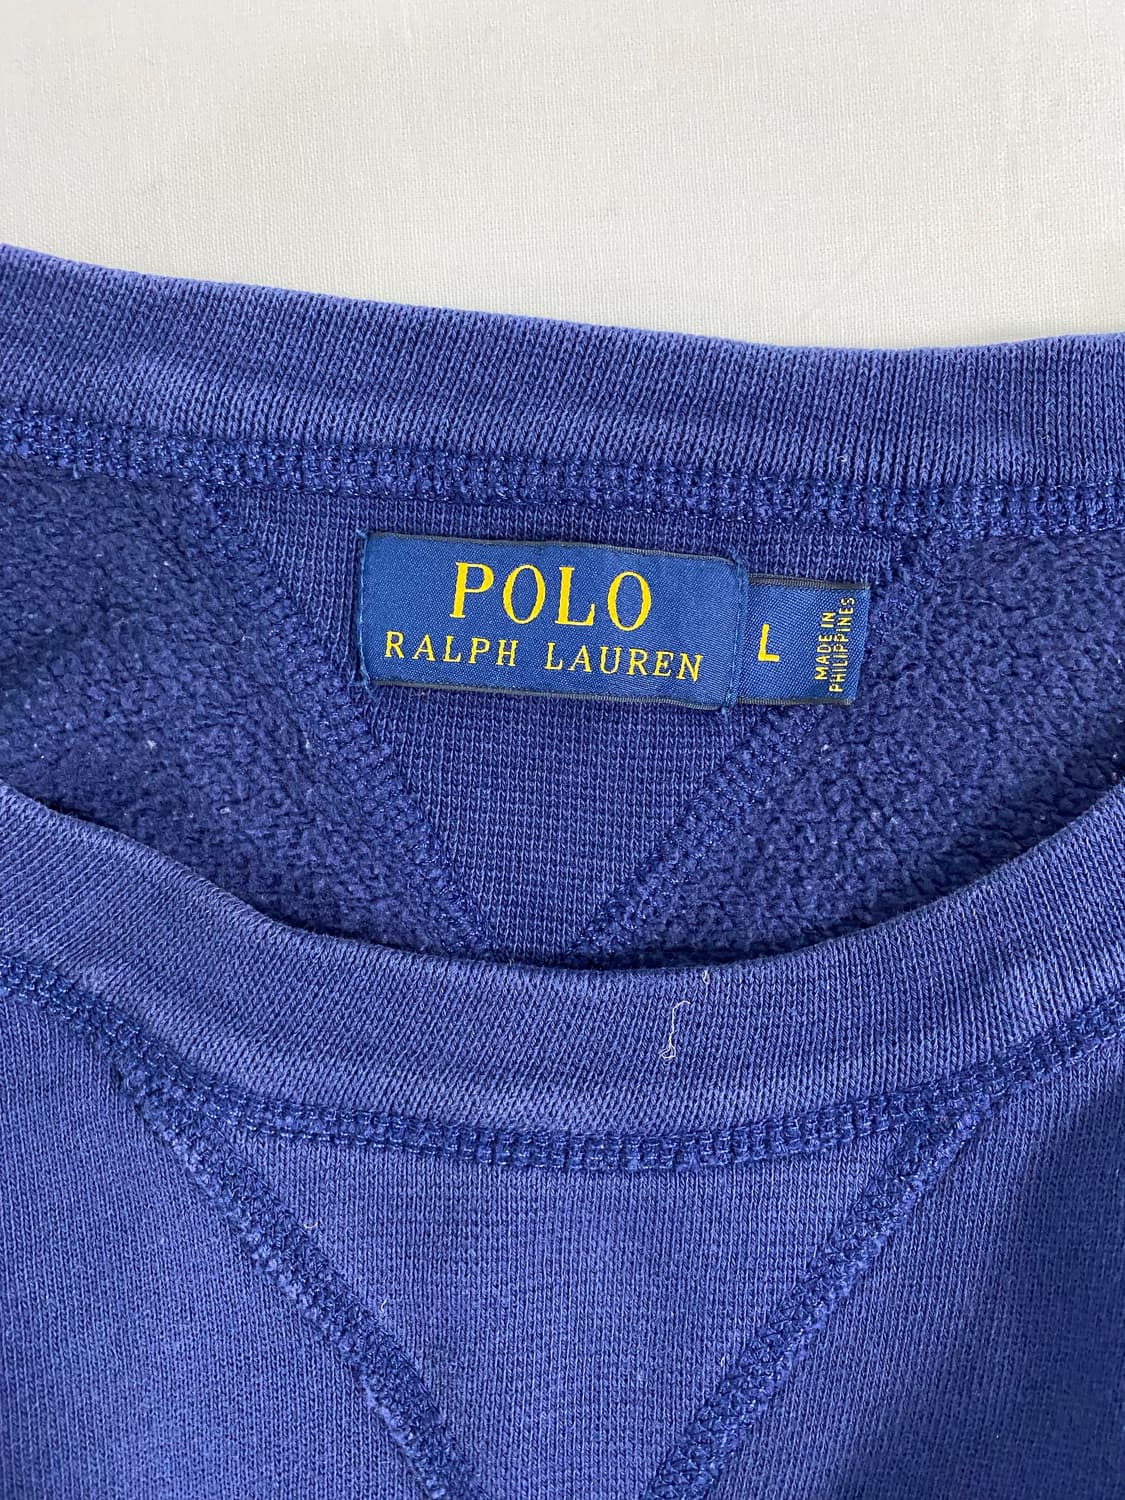 POLO
RALPH LAUREN
L
MADE IN
PHILIPPINES